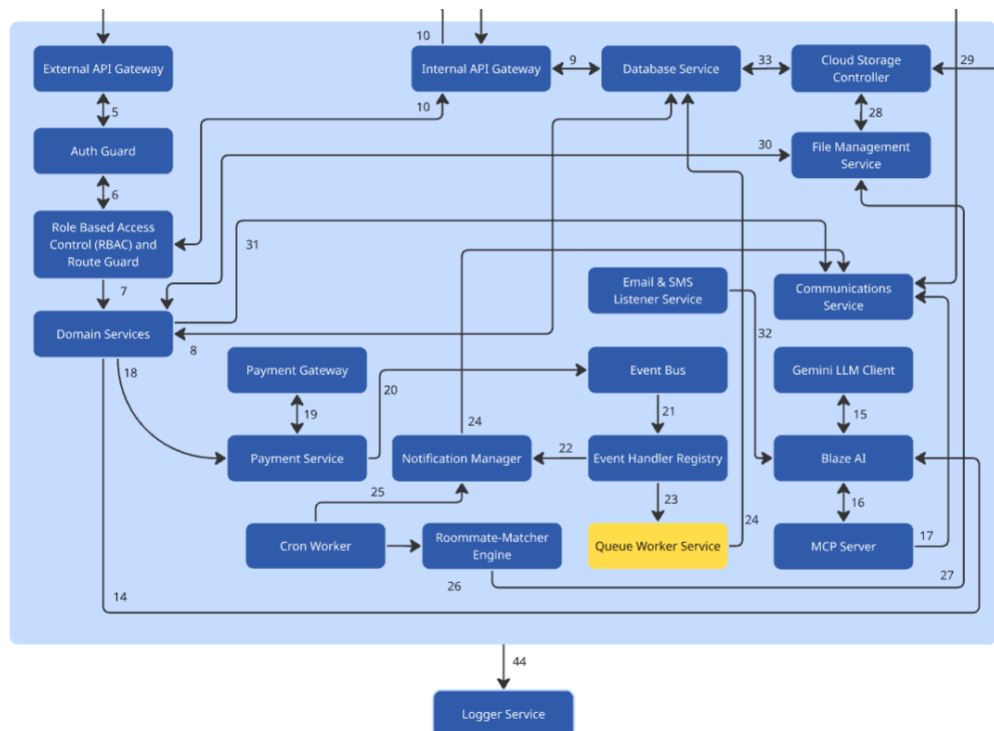 10
External API Gateway
Internal API Gateway
9
Database Service
33
Cloud Storage
Controller
29
5
10
28
Auth Guard
30
File Management
Service
6
Role Based Access
Control (RBAC) and
Route Guard
31
7
Email & SMS
Listener Service
Communications
Service
Domain Services
8
32
18
Payment Gateway
20
Event Bus
Gemini LLM Client
19
24
21
15
Payment Service
Notification Manager
22
Event Handler Registry
Blaze AI
25
23
16
Cron Worker
Roommate-Matcher
Engine
Queue Worker Service
24
MCP Server
17
26
27
14
44
Logger Service